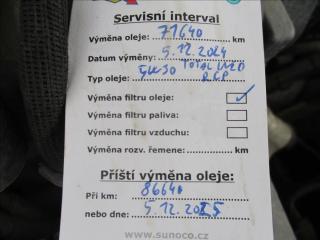 Servisní interval
Výměna oleje: 71640 km
Datum výměny: 5.12.2024
Typ oleje: 5W30 TOTAL
Výměna filtru oleje: ✓
Výměna filtru paliva:
Výměna filtru vzduchu:
Výměna rozv. řemene: km
Příští výměna oleje:
Při km: 86640
nebo dne: 5.12.2025
www.sunoco.cz